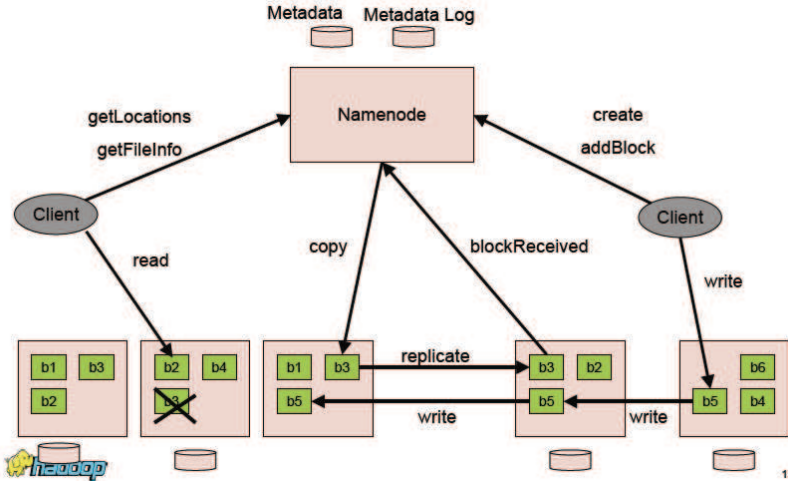 Metadata
Metadata Log
getLocations
getFileInfo
Namenode
create
addBlock
Client
Client
copy
blockReceived
read
write
b1 b3
b2
b2 b4
b3
b1 b3
b5
replicate
write
b3 b2
b5
write
b6
b5 b4
hadoop
1